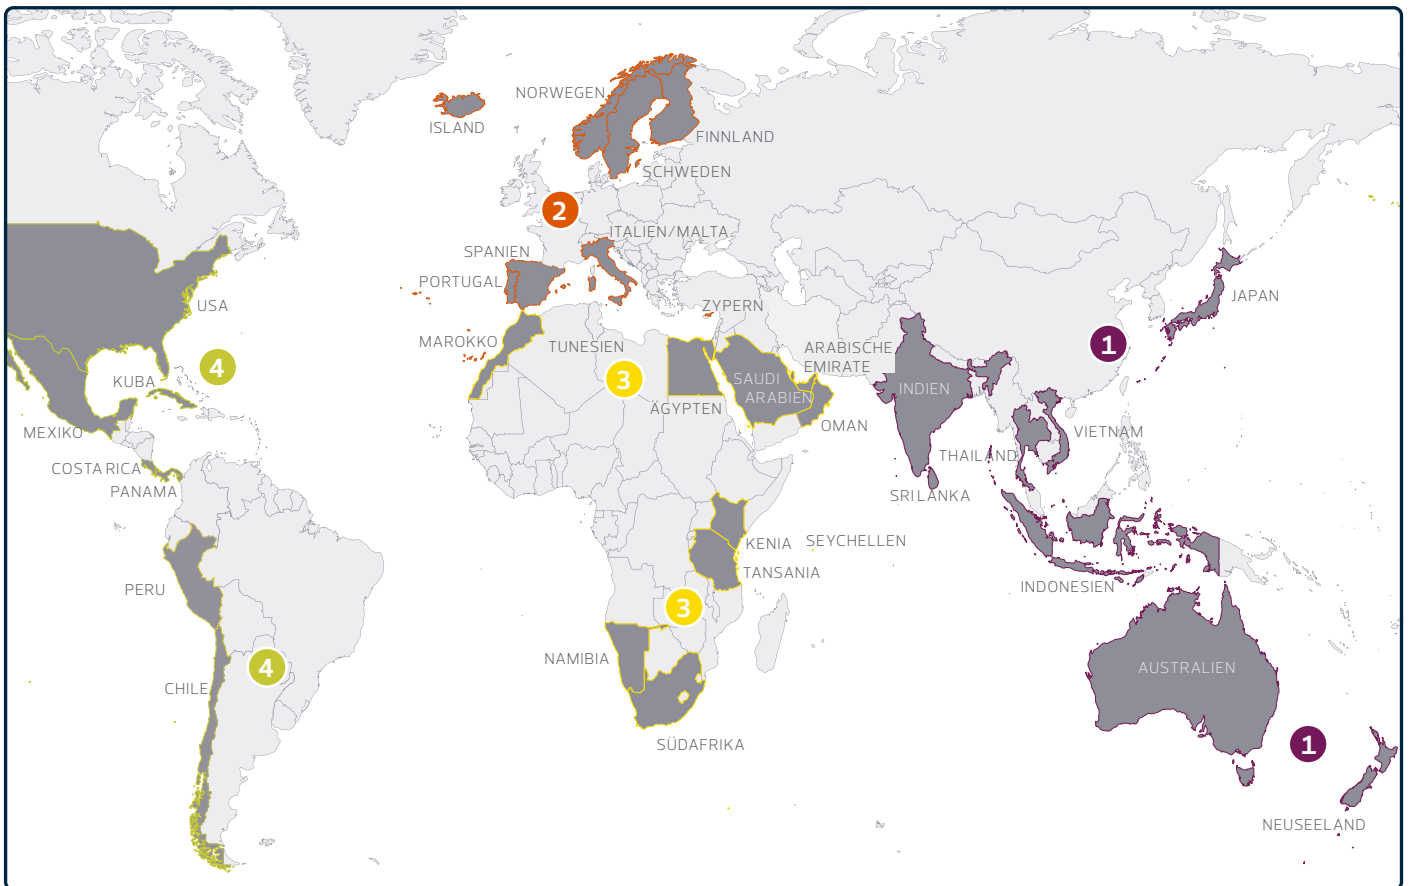 NORWEGEN
ISLAND
FINNLAND
SCHWEDEN
2
ITALIEN/MALTA
SPANIEN
PORTUGAL
USA
ZYPERN
JAPAN
MAROKKO
TUNESIEN
ARABISCHE
EMIRATE
1
4
KUBA
3
SAUDI
ARABIEN
INDIEN
ÄGYPTEN
OMAN
MEXIKO
VIETNAM
COSTA RICA
THAILAND
PANAMA
SRI LANKA
KENIA
SEYCHELLEN
TANSANIA
PERU
INDONESIEN
3
NAMIBIA
4
AUSTRALIEN
CHILE
SÜDAFRIKA
1
NEUSEELAND